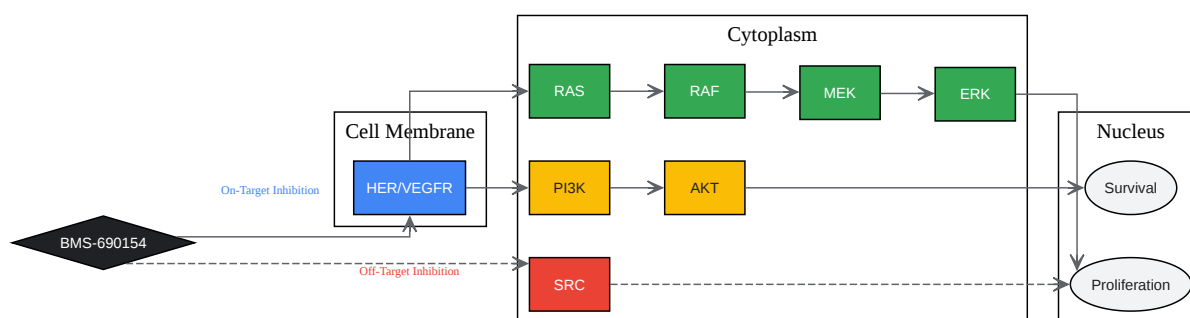 Cytoplasm
RAS
RAF
MEK
ERK
Cell Membrane
Nucleus
HER/VEGFR
PI3K
AKT
Survival
On-Target Inhibition
BMS-690154
Off-Target Inhibition
SRC
Proliferation